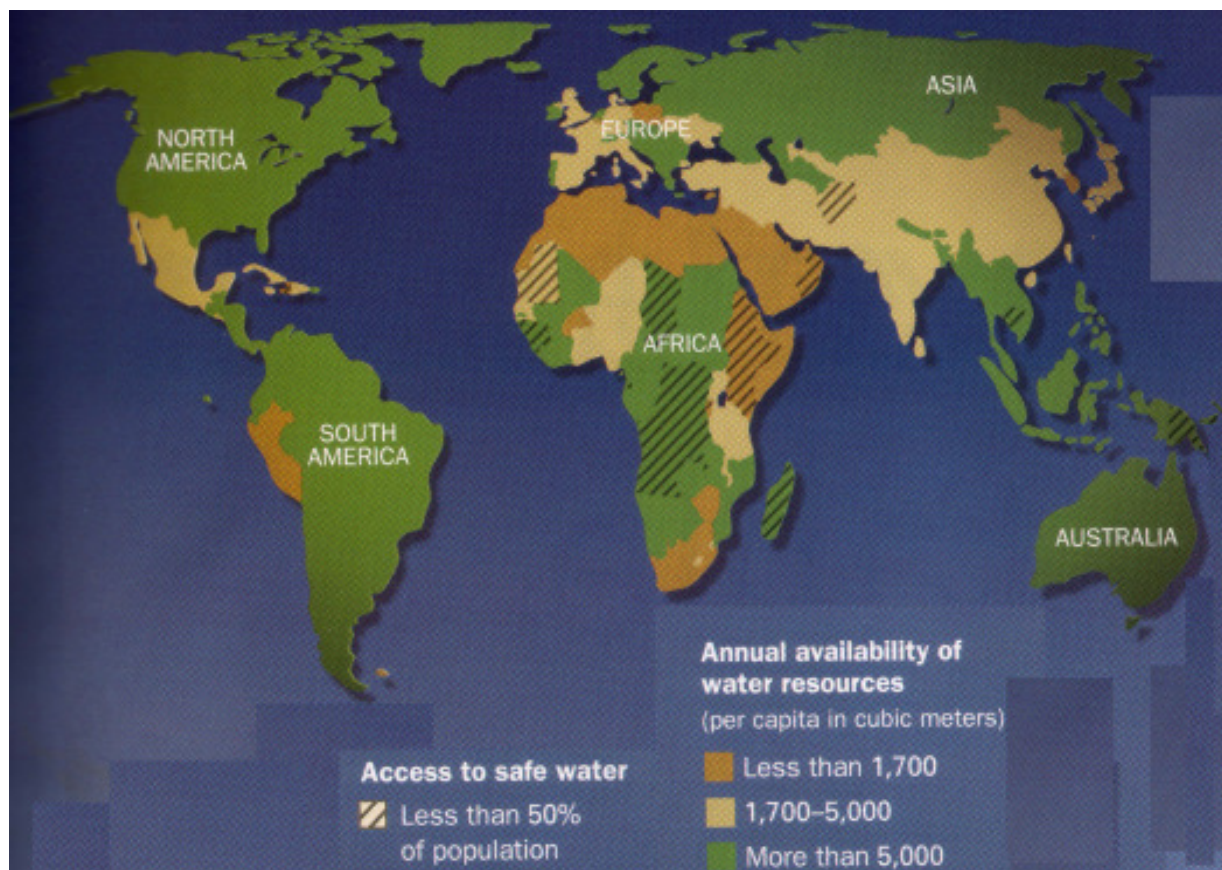 ASIA
NORTH
AMERICA
EUROPE
AFRICA
SOUTH
AMERICA
AUSTRALIA
Annual availability of
water resources
(per capita in cubic meters)
Less than 1,700
1,700–5,000
More than 5,000
Access to safe water
Less than 50%
of population